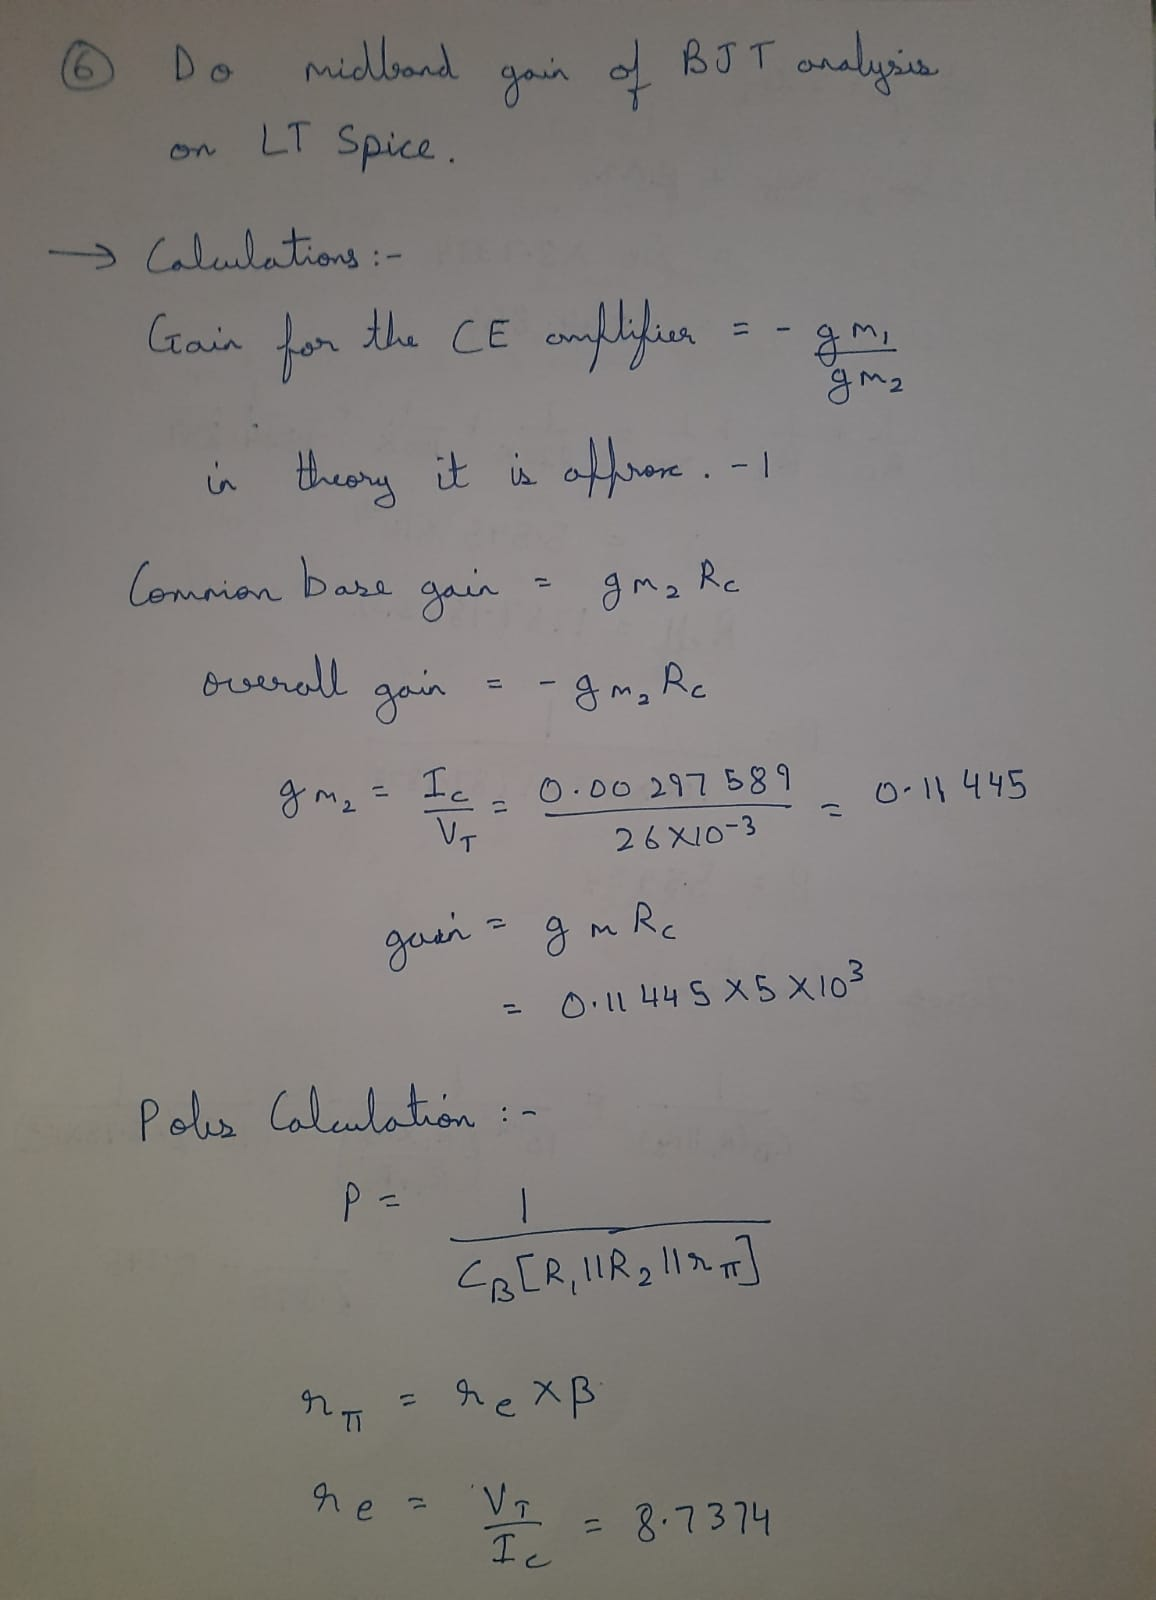 ⑥ Do midband gain of BJT analysis
on LT Spice.
→ Calculations :-
Gain for the CE amplifier = - gm₁/gm₂
in theory it is approx. -1
Common base gain = gm₂ Rc
overall gain = - gm₂ Rc
gm₂ = Ic/VT = 0.00297589/26×10⁻³ = 0.11445
gain = gm Rc
= 0.11445 × 5 × 10³
Poles Calculation :-
P = 1/(CB[R₁||R₂||rπ])
rπ = re × β
re = VT/Ic = 8.7374